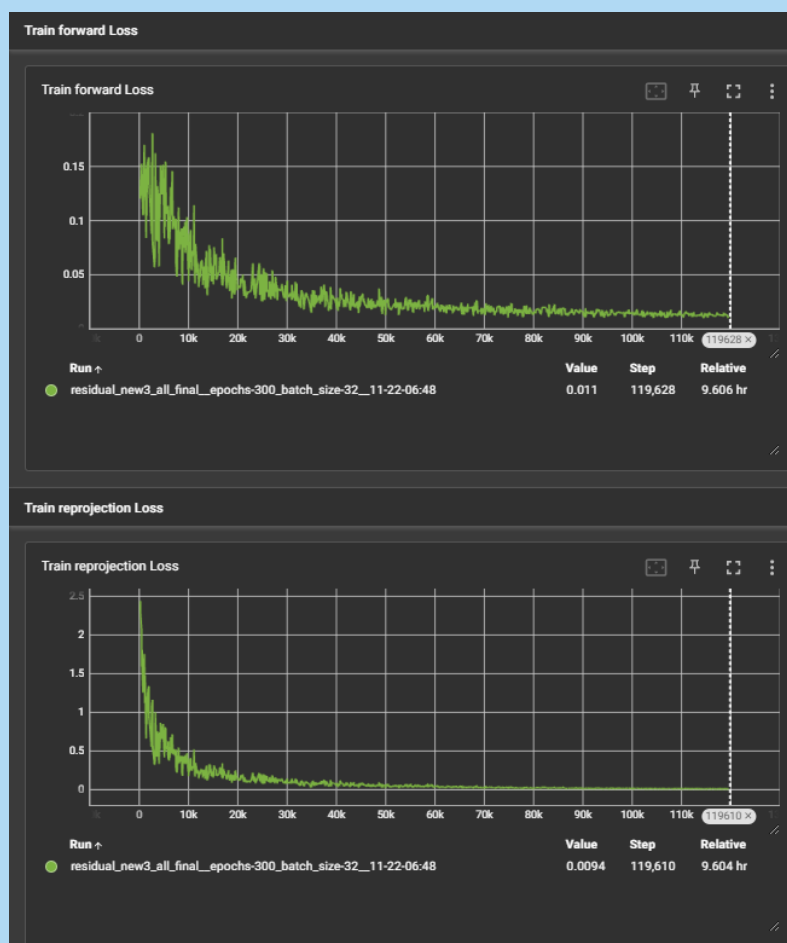 Train forward Loss
Train forward Loss
0.15
0.1
0.05
0
0 10k 20k 30k 40k 50k 60k 70k 80k 90k 100k 110k 119628 ×
Run ↑ Value Step Relative
residual_new3_all_final__epochs-300_batch_size-32__11-22-06:48 0.011 119,628 9.606 hr
Train reprojection Loss
Train reprojection Loss
2.5
2
1.5
1
0.5
0
0 10k 20k 30k 40k 50k 60k 70k 80k 90k 100k 110k 119610 ×
Run ↑ Value Step Relative
residual_new3_all_final__epochs-300_batch_size-32__11-22-06:48 0.0094 119,610 9.604 hr